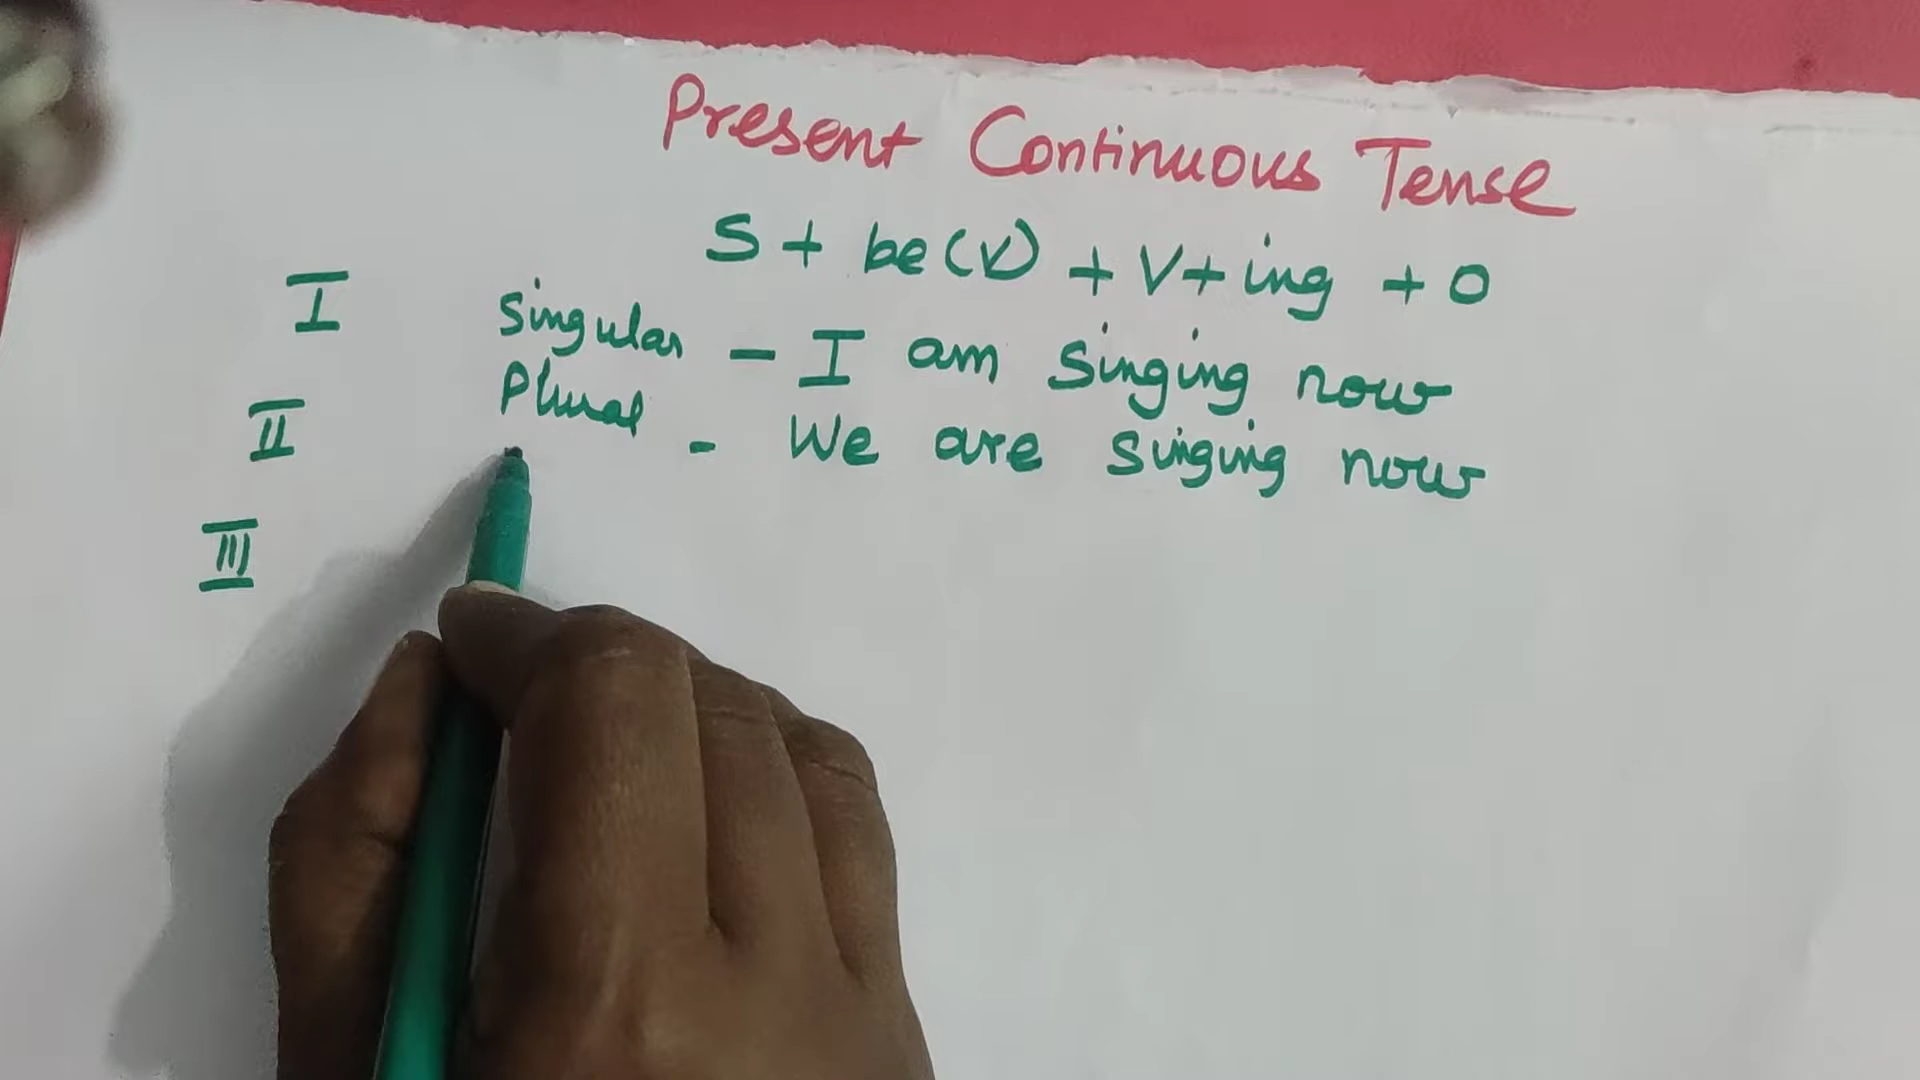 Present Continuous Tense
S + be(V) + V + ing + O
I Singular - I am singing now
Plural - We are singing now
II
III